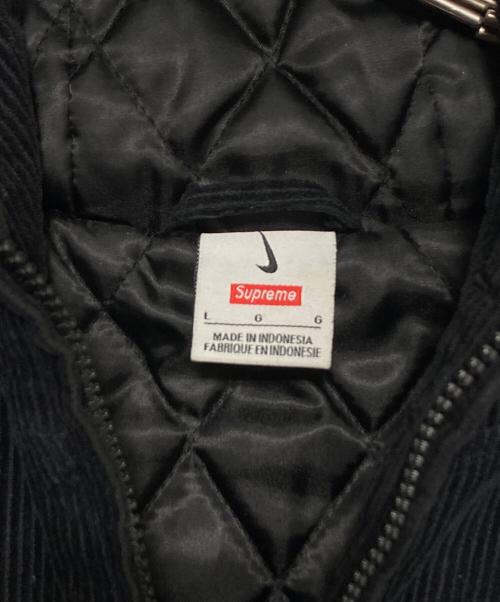 Supreme
L G G
MADE IN INDONESIA
FABRIQUE EN INDONESIE